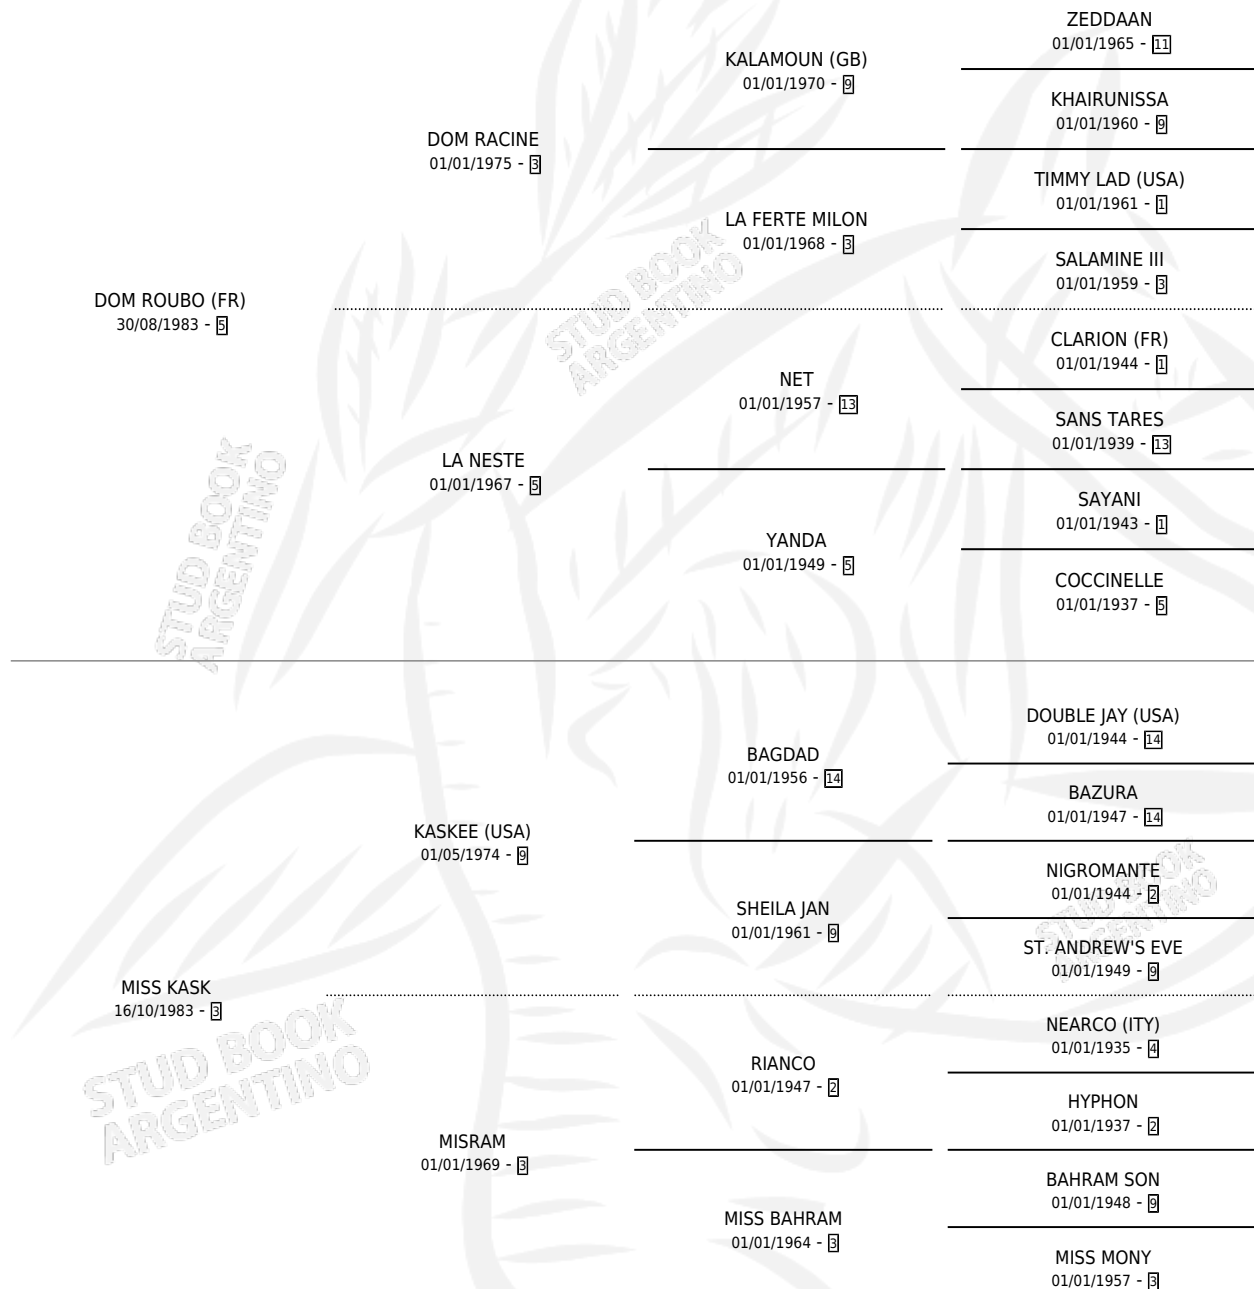 ZEDDAAN
01/01/1965 - 11
KALAMOUN (GB)
01/01/1970 - 9
KHAIRUNISSA
01/01/1960 - 9
DOM RACINE
01/01/1975 - 3
TIMMY LAD (USA)
01/01/1961 - 1
LA FERTE MILON
01/01/1968 - 3
SALAMINE III
01/01/1959 - 3
DOM ROUBO (FR)
30/08/1983 - 5
STUD BOOK
ARGENTINO
CLARION (FR)
01/01/1944 - 1
NET
01/01/1957 - 13
SANS TARES
01/01/1939 - 13
LA NESTE
01/01/1967 - 5
SAYANI
01/01/1943 - 1
YANDA
01/01/1949 - 5
COCCINELLE
01/01/1937 - 5
STUD BOOK
ARGENTINO
DOUBLE JAY (USA)
01/01/1944 - 14
BAGDAD
01/01/1956 - 14
BAZURA
01/01/1947 - 14
KASKEE (USA)
01/05/1974 - 9
NIGROMANTE
01/01/1944 - 2
SHEILA JAN
01/01/1961 - 9
ST. ANDREW'S EVE
01/01/1949 - 9
STUD BOOK
ARGENTINO
MISS KASK
16/10/1983 - 3
NEARCO (ITY)
01/01/1935 - 4
RIANCO
01/01/1947 - 2
HYPHON
01/01/1937 - 2
STUD BOOK
ARGENTINO
MISRAM
01/01/1969 - 3
BAHRAM SON
01/01/1948 - 9
MISS BAHRAM
01/01/1964 - 3
MISS MONY
01/01/1957 - 3